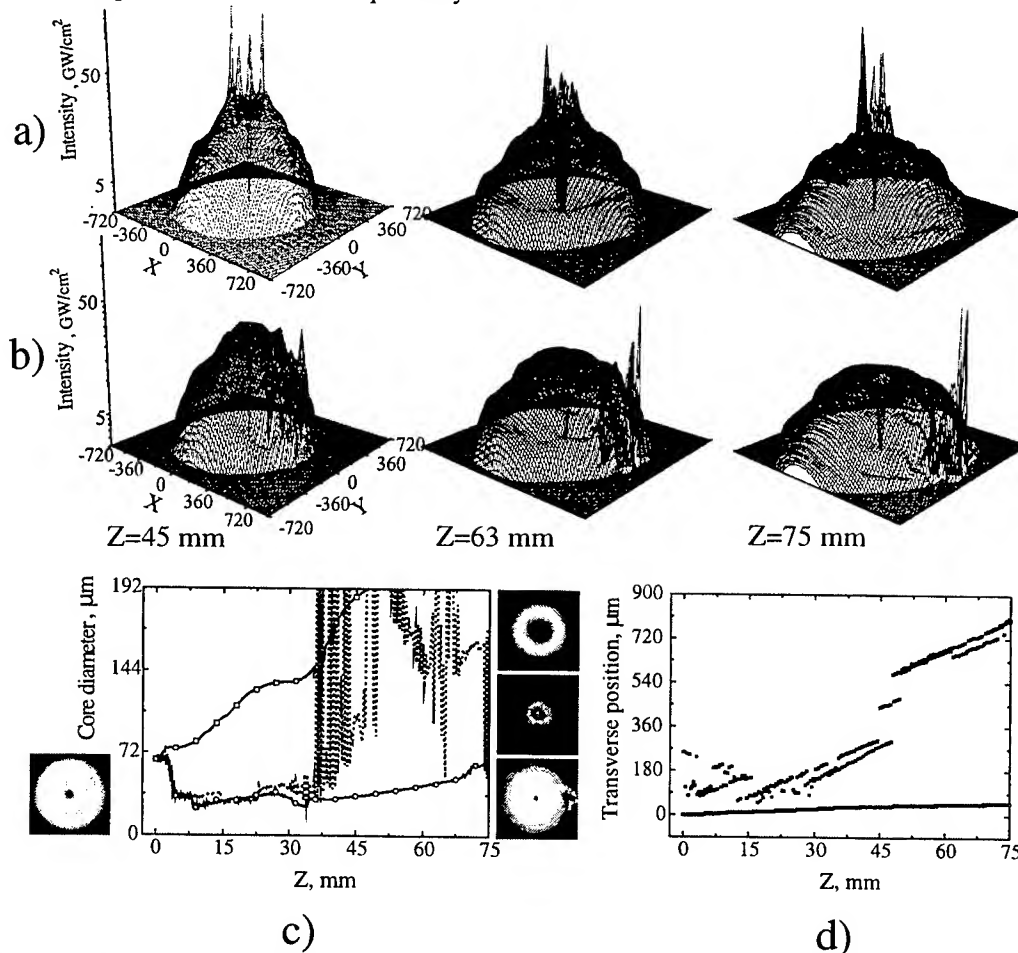 a)
Intensity, GW/cm²
50
5
-720
-360
0
360
720
X
-720
-360
0
360
720
Y
b)
Intensity, GW/cm²
50
5
-720
-360
0
360
720
X
-720
-360
0
360
720
Y
Z=45 mm
Z=63 mm
Z=75 mm
Core diameter, μm
192
144
72
0
0
15
30
45
60
75
Z, mm
c)
Transverse position, μm
900
720
540
360
180
0
0
15
30
45
60
75
Z, mm
d)